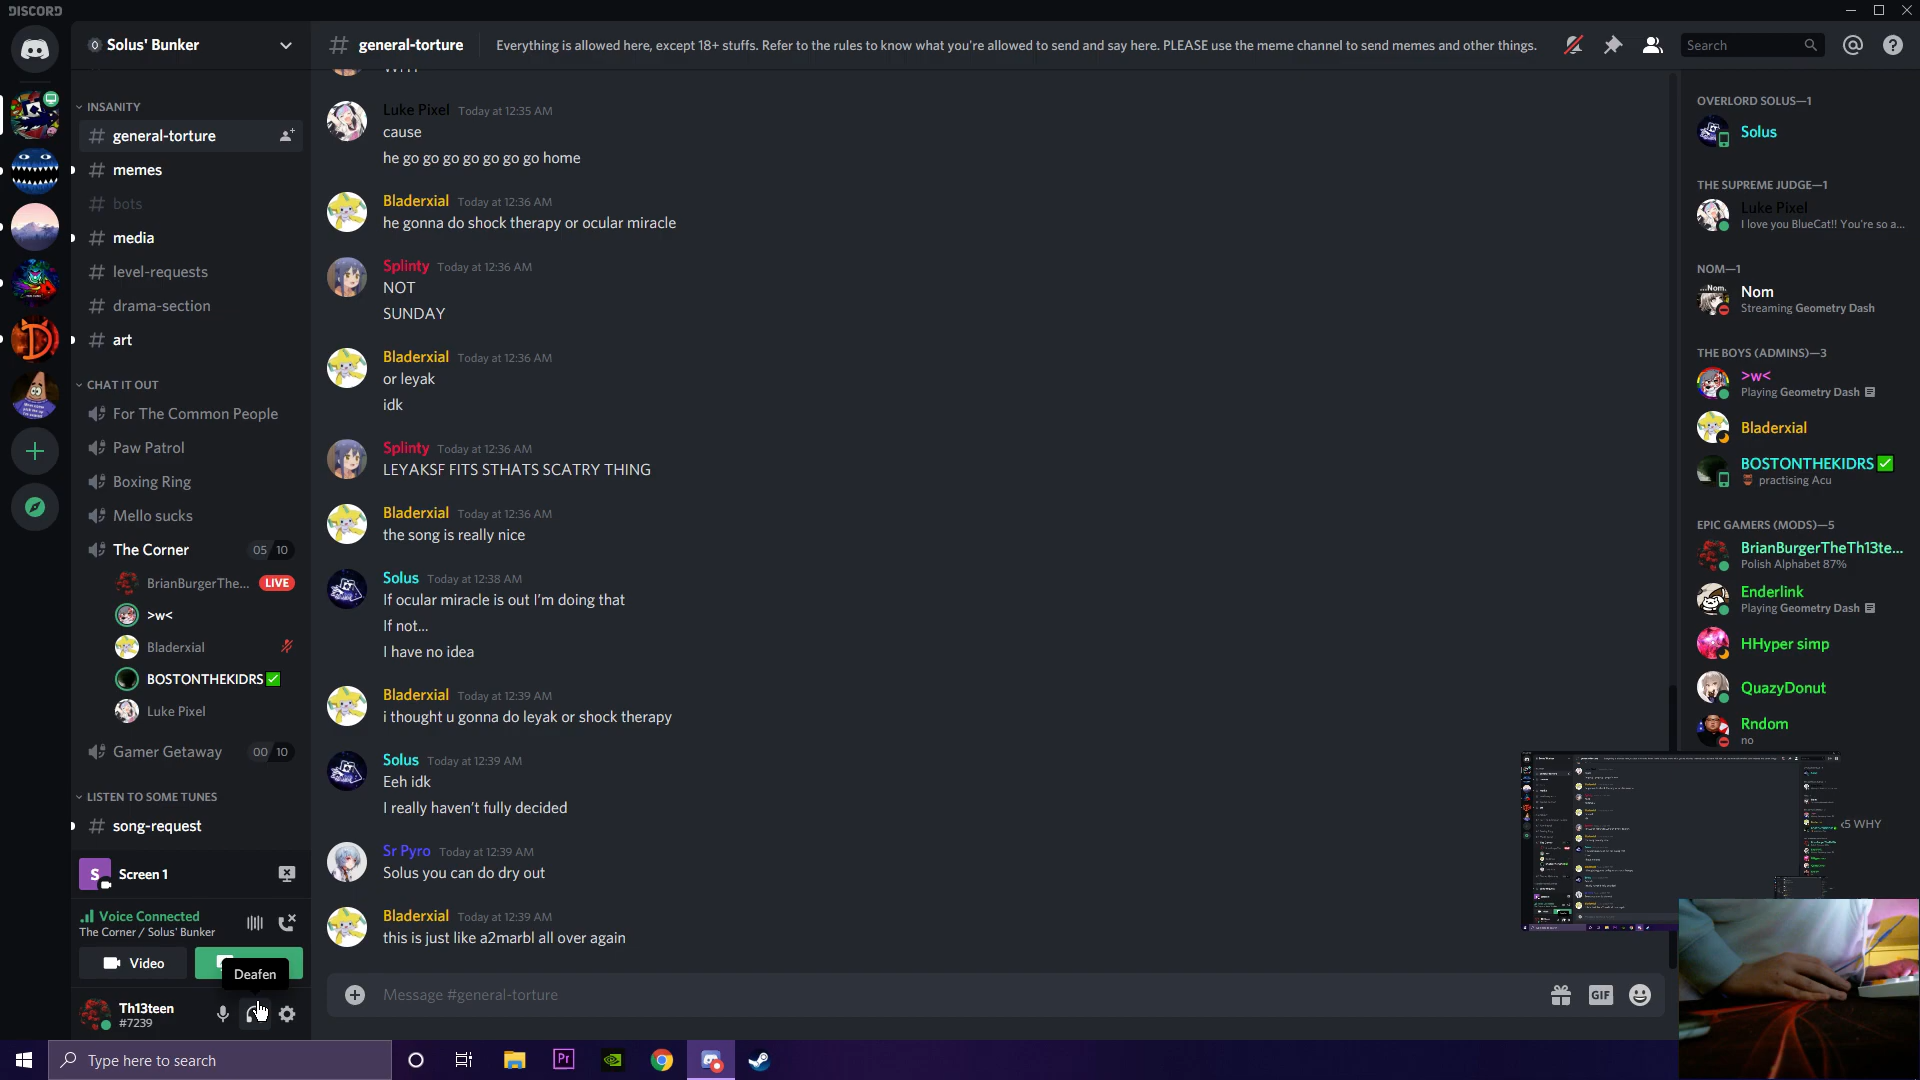 DISCORD
Solus' Bunker
general-torture
Everything is allowed here, except 18+ stuffs. Refer to the rules to know what you're allowed to send and say here. PLEASE use the meme channel to send memes and other things.
Search
INSANITY
general-torture
memes
bots
media
level-requests
drama-section
art
CHAT IT OUT
For The Common People
Paw Patrol
Boxing Ring
Mello sucks
The Corner
05 10
BrianBurgerThe...
LIVE
>w<
Bladerxial
BOSTONTHEKIDRS ✅
Luke Pixel
Gamer Getaway
00 10
LISTEN TO SOME TUNES
song-request
S
Screen 1
Voice Connected
The Corner / Solus' Bunker
Video
Deafen
Th13teen
#7239
Luke Pixel Today at 12:35 AM
cause
he go go go go go go go home
Bladerxial Today at 12:36 AM
he gonna do shock therapy or ocular miracle
Splinty Today at 12:36 AM
NOT
SUNDAY
Bladerxial Today at 12:36 AM
or leyak
idk
Splinty Today at 12:36 AM
LEYAKSF FITS STHATS SCATRY THING
Bladerxial Today at 12:36 AM
the song is really nice
Solus Today at 12:38 AM
If ocular miracle is out I'm doing that
If not...
I have no idea
Bladerxial Today at 12:39 AM
i thought u gonna do leyak or shock therapy
Solus Today at 12:39 AM
Eeh idk
I really haven't fully decided
Sr Pyro Today at 12:39 AM
Solus you can do dry out
Bladerxial Today at 12:39 AM
this is just like a2marbl all over again
Message #general-torture
GIF
OVERLORD SOLUS—1
Solus
THE SUPREME JUDGE—1
Luke Pixel
I love you BlueCat!! You're so a...
NOM—1
...Nom.
Nom
Streaming Geometry Dash
THE BOYS (ADMINS)—3
>w<
Playing Geometry Dash
Bladerxial
BOSTONTHEKIDRS ✅
practising Acu
EPIC GAMERS (MODS)—5
BrianBurgerTheTh13te...
Polish Alphabet 87%
Enderlink
Playing Geometry Dash
HHyper simp
QuazyDonut
Rndom
no
WHY
Type here to search
Pr